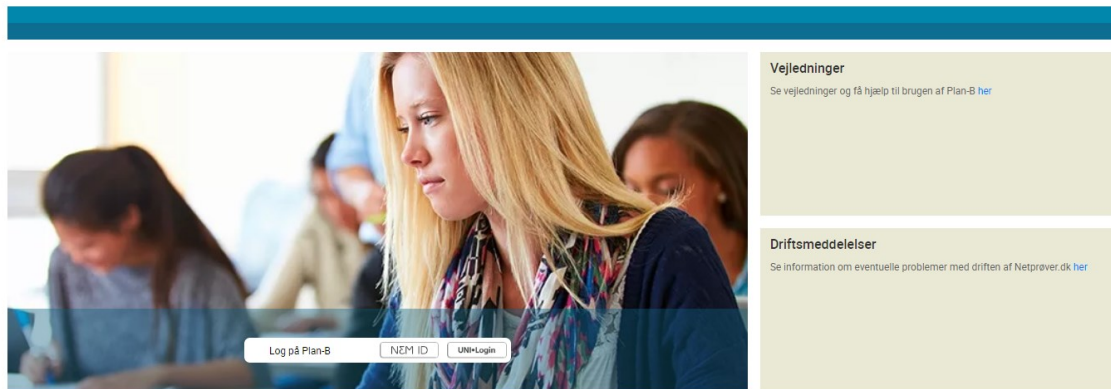 Vejledninger
Se vejledninger og få hjælp til brugen af Plan-B her
Driftsmeddelelser
Se information om eventuelle problemer med driften af Netprøver.dk her
Log på Plan-B NEM ID UNI•Login